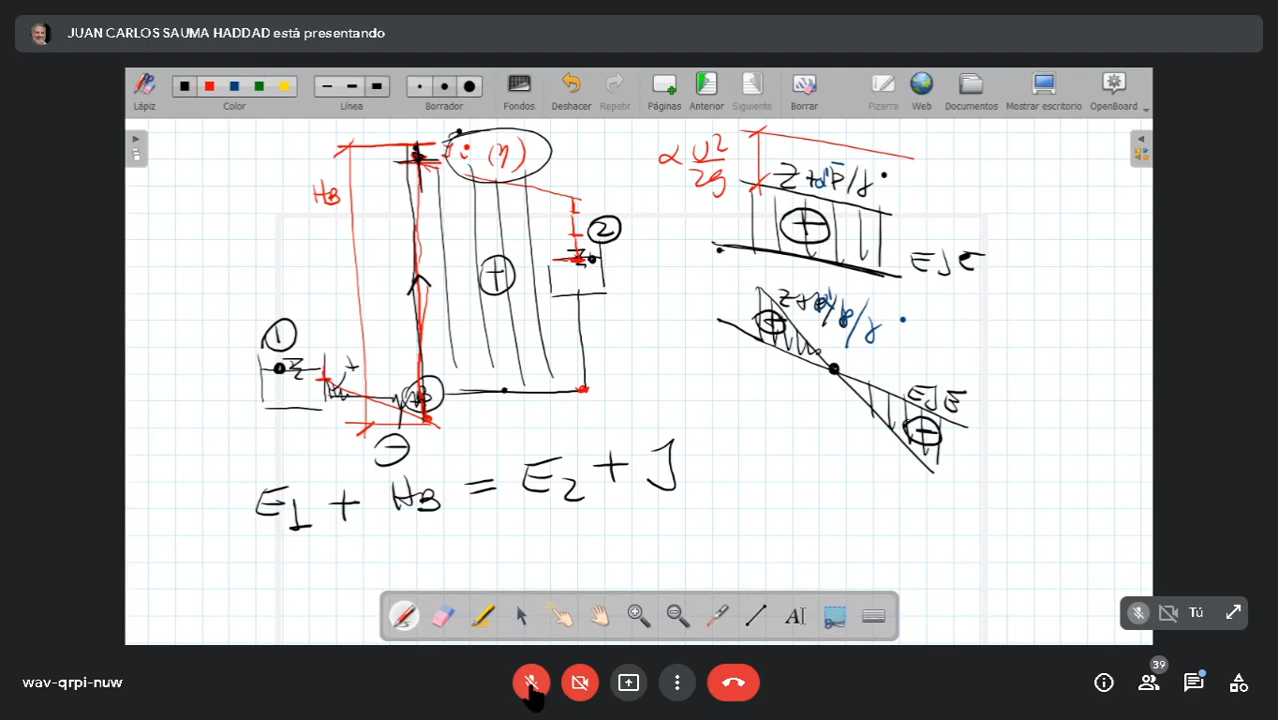 JUAN CARLOS SAUMA HADDAD está presentando
Lápiz
Color
Línea
Borrador
Fondos
Deshacer
Repetir
Páginas
Anterior
Siguiente
Borrar
Pizarra
Web
Documentos
Mostrar escritorio
OpenBoard
HB
i (η)
α U²/2g
Z + P/γ
+
EJE
2
+
1
+
−
+
EJE
+
E1 + HB = E2 + J
Tú
wav-qrpi-nuw
39